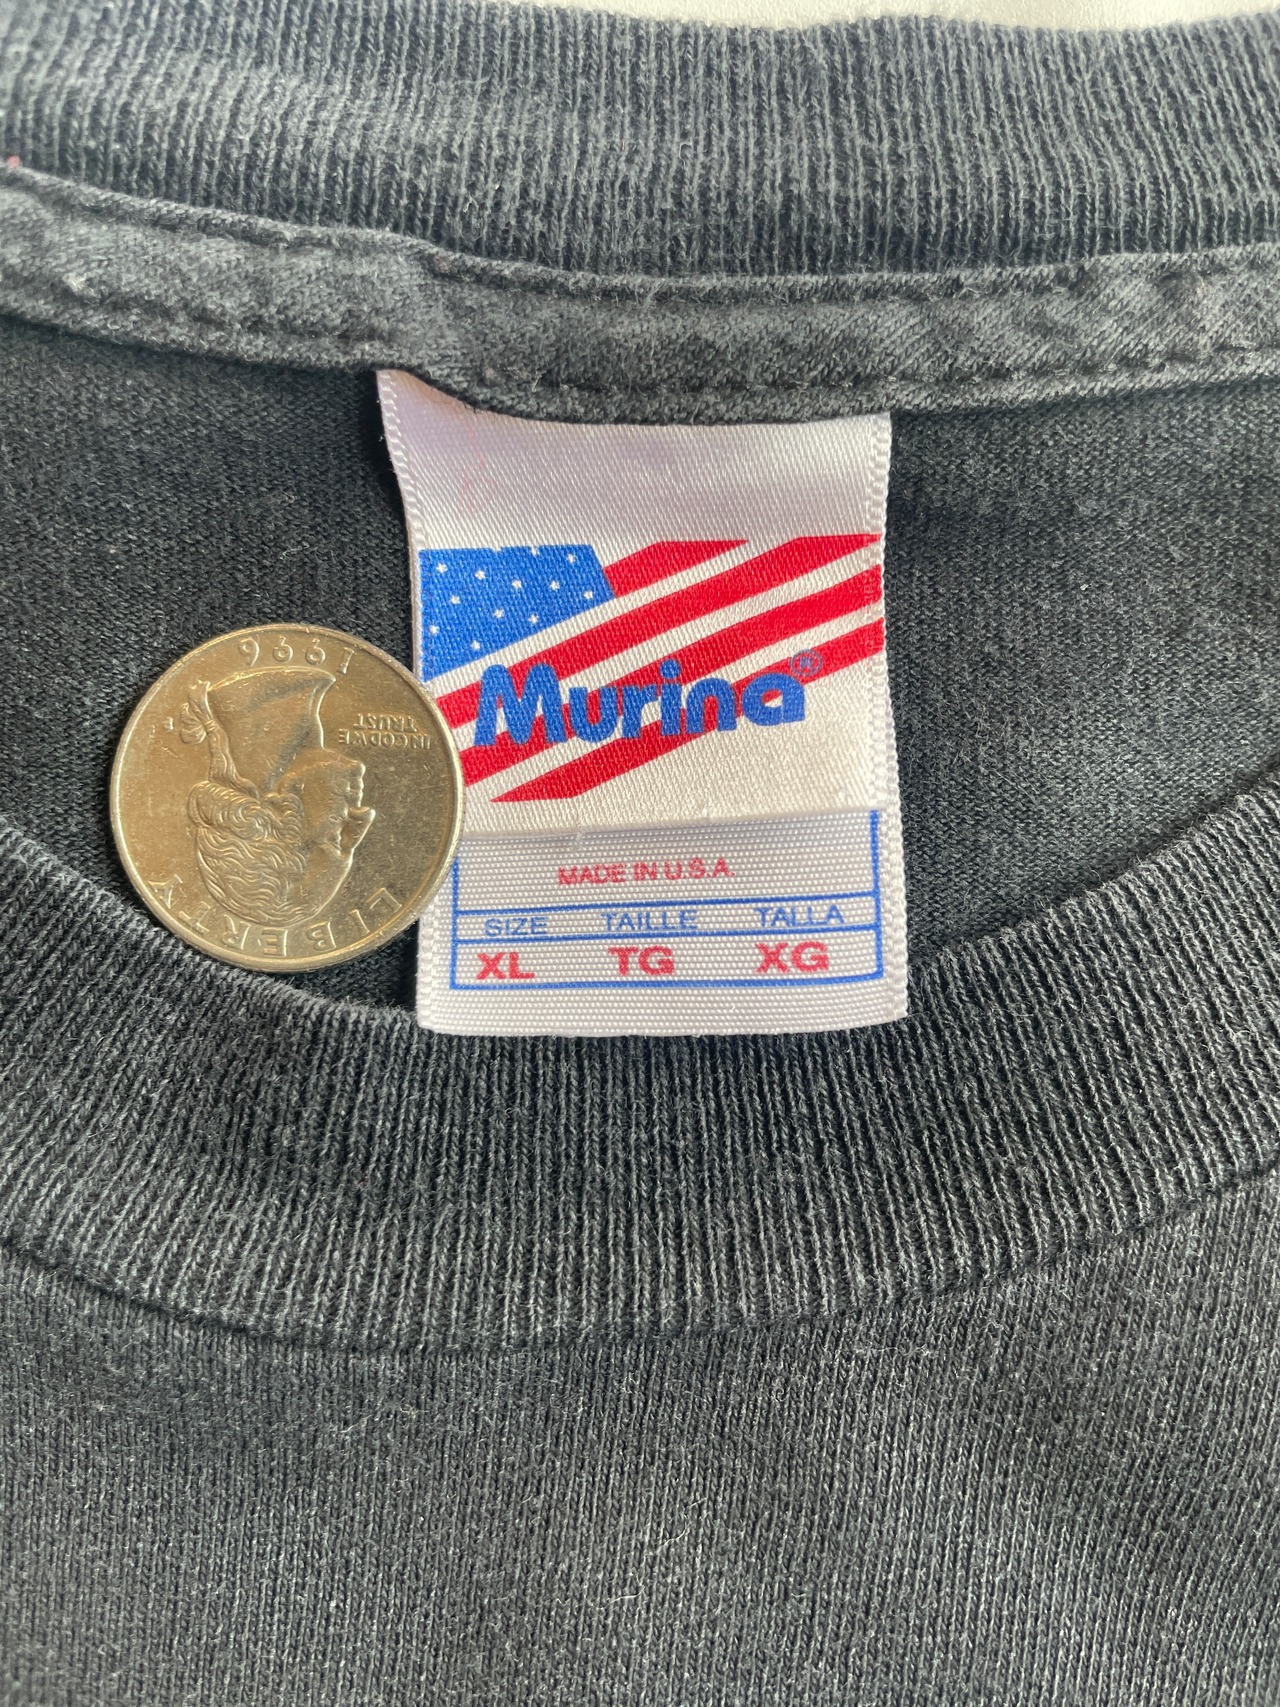 Murina®
MADE IN U.S.A.
SIZE TAILLE TALLA
XL TG XG
LIBERTY
IN GOD WE
TRUST
1996